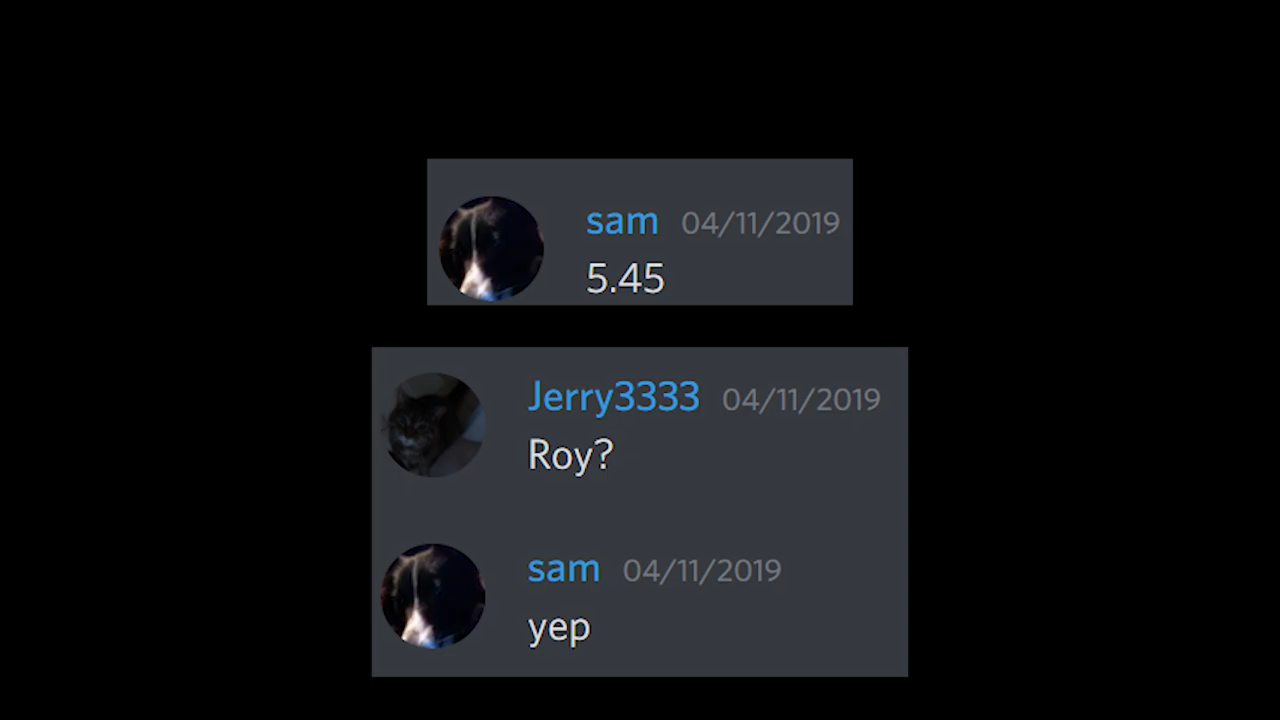 sam 04/11/2019
5.45
Jerry3333 04/11/2019
Roy?
sam 04/11/2019
yep